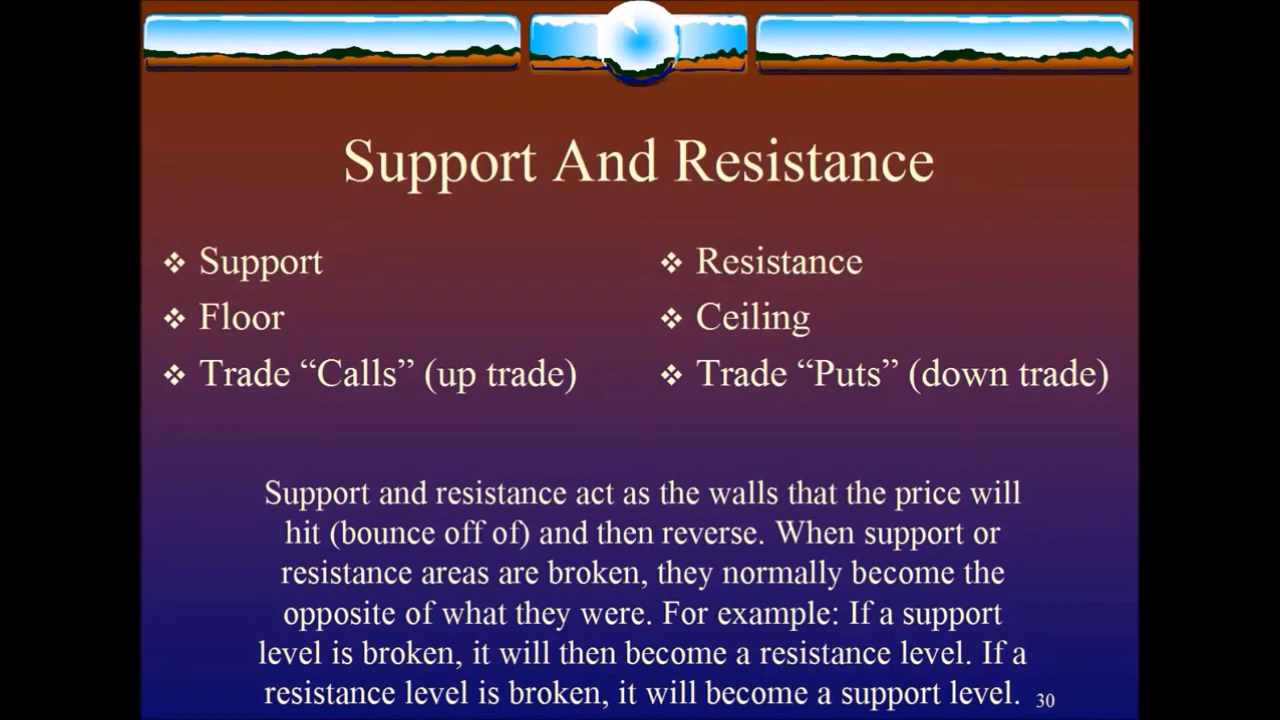 Support And Resistance
❖ Support
❖ Floor
❖ Trade “Calls” (up trade)
❖ Resistance
❖ Ceiling
❖ Trade “Puts” (down trade)
Support and resistance act as the walls that the price will
hit (bounce off of) and then reverse. When support or
resistance areas are broken, they normally become the
opposite of what they were. For example: If a support
level is broken, it will then become a resistance level. If a
resistance level is broken, it will become a support level.
30